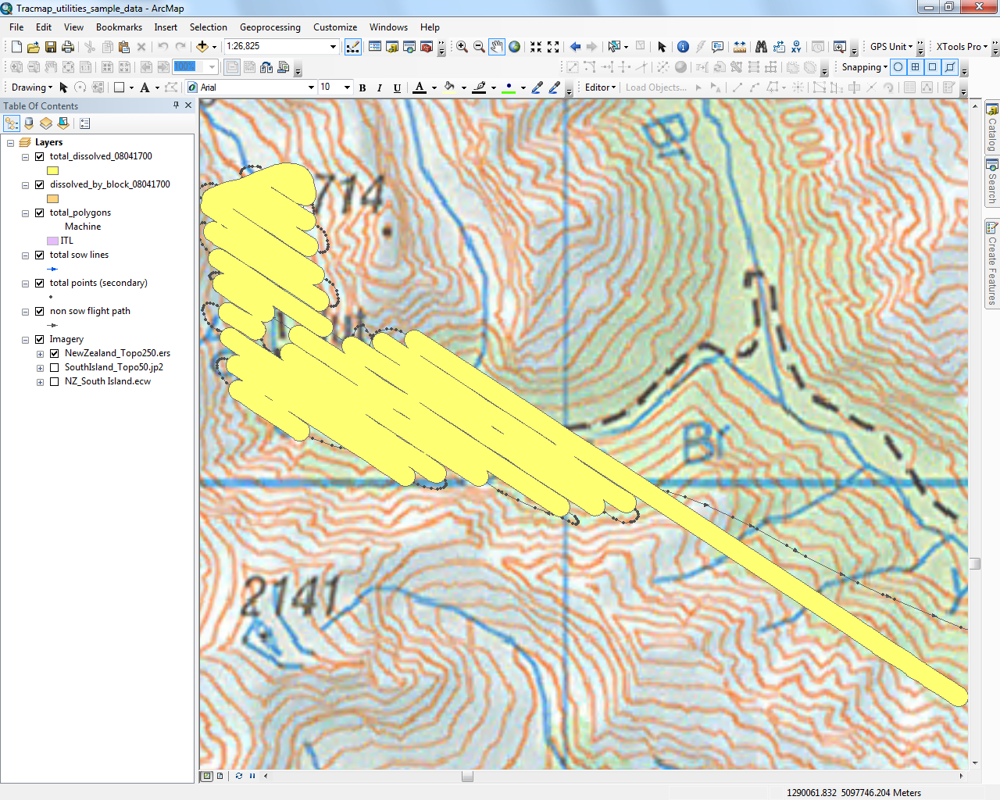 Tracmap_utilities_sample_data - ArcMap
File Edit View Bookmarks Insert Selection Geoprocessing Customize Windows Help
1:26,825
GPS Unit
XTools Pro
100%
Snapping
Drawing
A
Arial
10
B I U A
Editor
Load Objects...
Table Of Contents
Layers
total_dissolved_08041700
dissolved_by_block_08041700
total_polygons
Machine
ITL
total sow lines
total points (secondary)
non sow flight path
Imagery
NewZealand_Topo250.ers
SouthIsland_Topo50.jp2
NZ_South Island.ecw
Br
714
Br
2141
Catalog
Search
Create Features
1290061.832 5097746.204 Meters